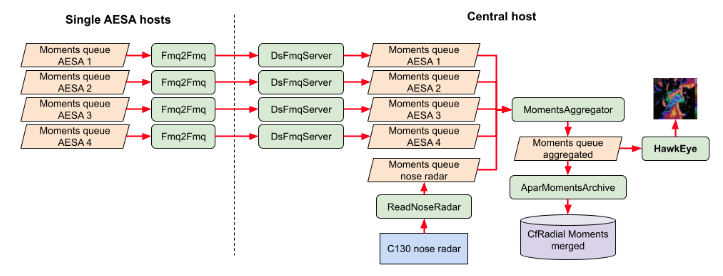 Single AESA hosts
Central host
Moments queue
AESA 1
Fmq2Fmq
DsFmqServer
Moments queue
AESA 1
Moments queue
AESA 2
Fmq2Fmq
DsFmqServer
Moments queue
AESA 2
Moments queue
AESA 3
Fmq2Fmq
DsFmqServer
Moments queue
AESA 3
Moments queue
AESA 4
Fmq2Fmq
DsFmqServer
Moments queue
AESA 4
MomentsAggregator
Moments queue
aggregated
HawkEye
Moments queue
nose radar
AparMomentsArchive
ReadNoseRadar
CfRadial Moments
merged
C130 nose radar